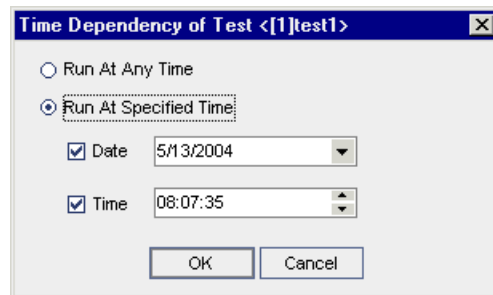 Time Dependency of Test <[1]test1>
Run At Any Time
Run At Specified Time
Date 5/13/2004
Time 08:07:35
OK Cancel